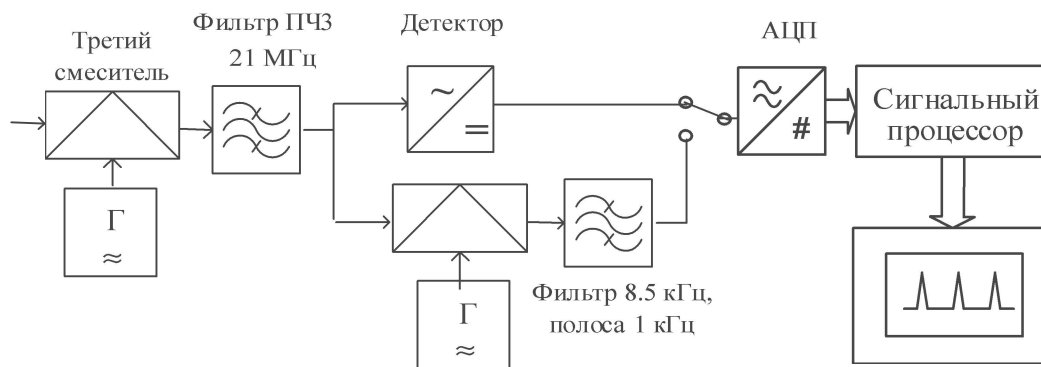 Третий
смеситель
Фильтр ПЧ3
21 МГц
Детектор
АЦП
~
=
≈
#
Сигнальный
процессор
Г
≈
Г
≈
Фильтр 8.5 кГц,
полоса 1 кГц